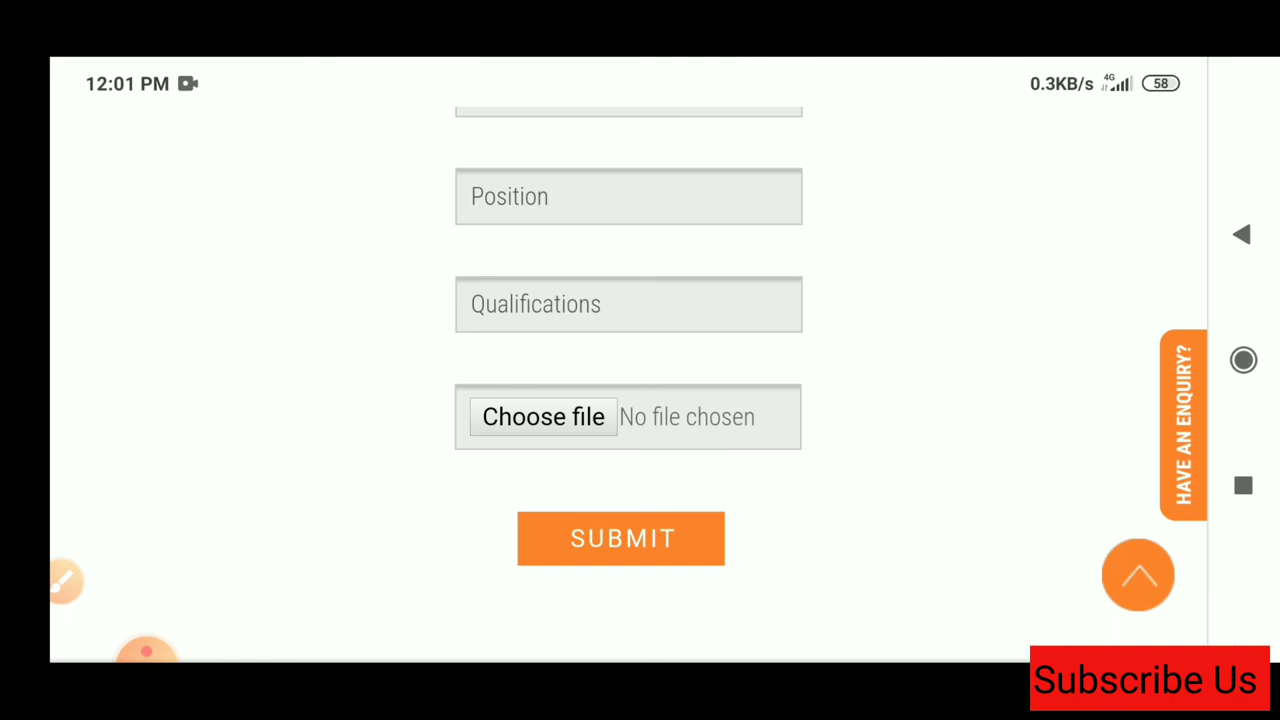 12:01 PM
0.3KB/s 4G 58
Position
Qualifications
Choose file No file chosen
HAVE AN ENQUIRY?
SUBMIT
Subscribe Us